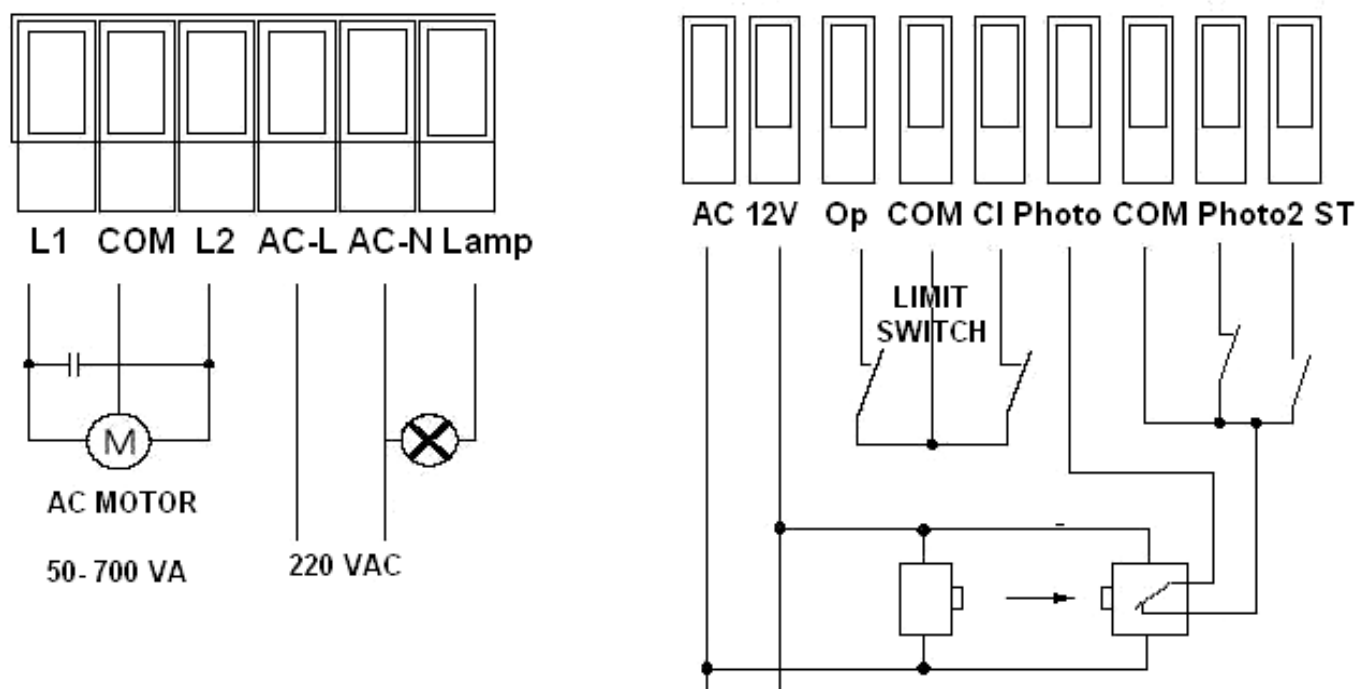 L1 COM L2 AC-L AC-N Lamp
M
AC MOTOR
50-700 VA
220 VAC
AC 12V Op COM Cl Photo COM Photo2 ST
LIMIT
SWITCH